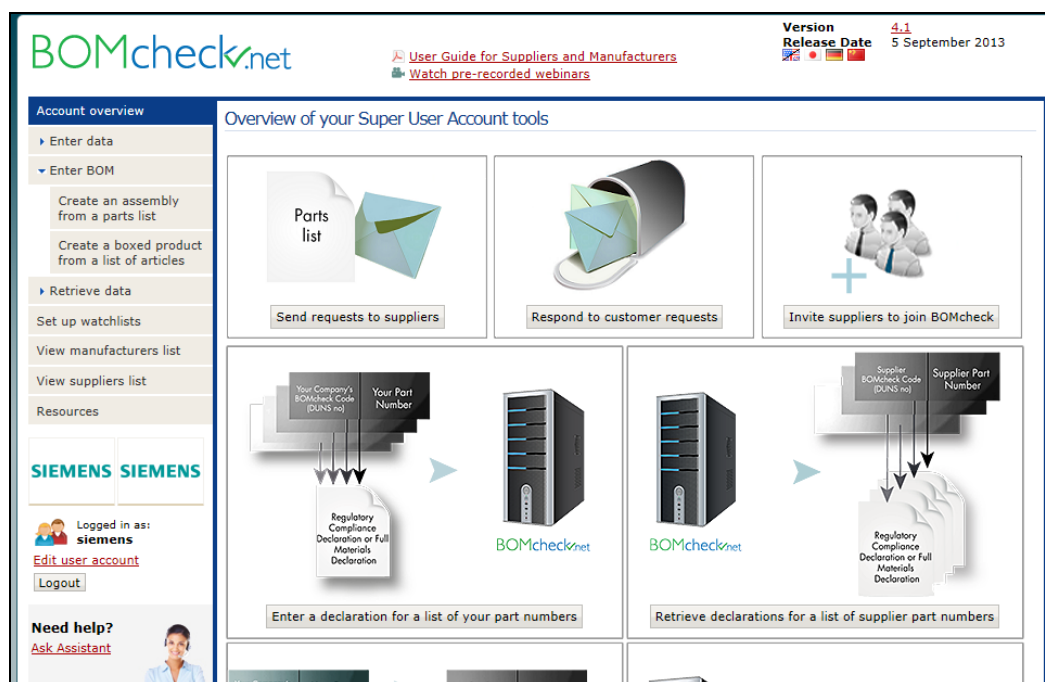 BOMcheck.net
User Guide for Suppliers and Manufacturers
Watch pre-recorded webinars
Version 4.1
Release Date 5 September 2013
Account overview
Enter data
Enter BOM
Create an assembly
from a parts list
Create a boxed product
from a list of articles
Retrieve data
Set up watchlists
View manufacturers list
View suppliers list
Resources
SIEMENS SIEMENS
Logged in as:
siemens
Edit user account
Logout
Need help?
Ask Assistant
Overview of your Super User Account tools
Parts
list
Send requests to suppliers
Respond to customer requests
Invite suppliers to join BOMcheck
Your Company's
BOMcheck Code
(DUNS no)
Your Part
Number
Regulatory
Compliance
Declaration or Full
Materials
Declaration
BOMcheck.net
Enter a declaration for a list of your part numbers
BOMcheck.net
Supplier
BOMcheck Code
(DUNS no)
Supplier Part
Number
Regulatory
Compliance
Declaration or Full
Materials
Declaration
Retrieve declarations for a list of supplier part numbers